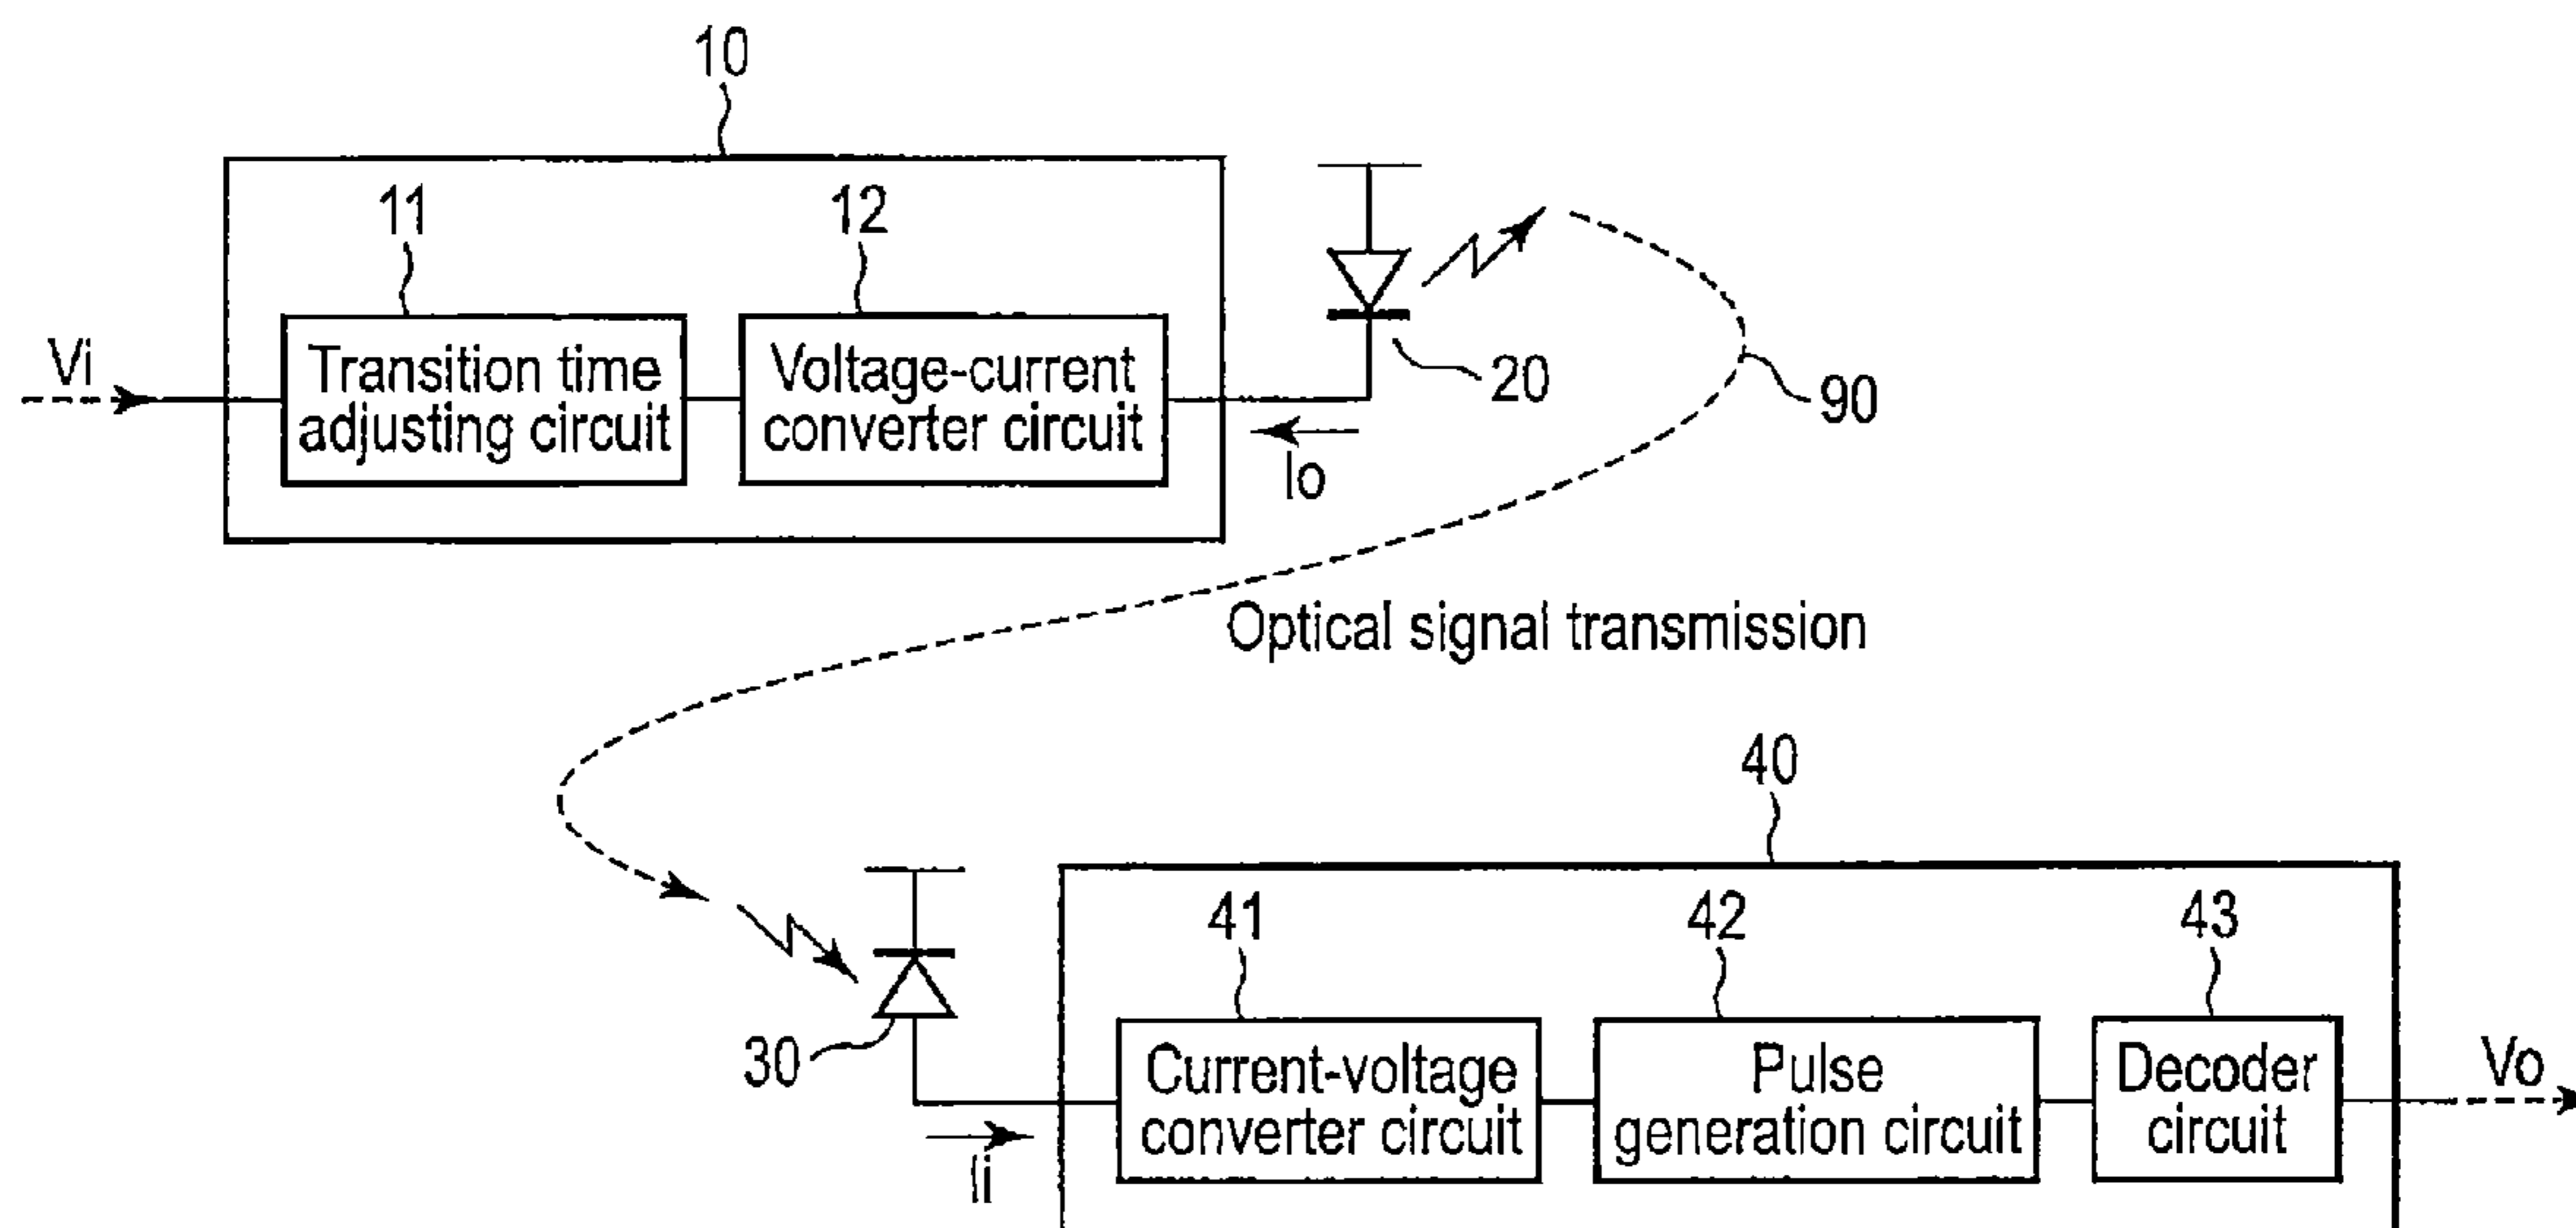 10
11
12
Vi
Transition time
adjusting circuit
Voltage-current
converter circuit
20
90
Io
Optical signal transmission
40
41
42
43
30
Current-voltage
converter circuit
Pulse
generation circuit
Decoder
circuit
Vo
Ii